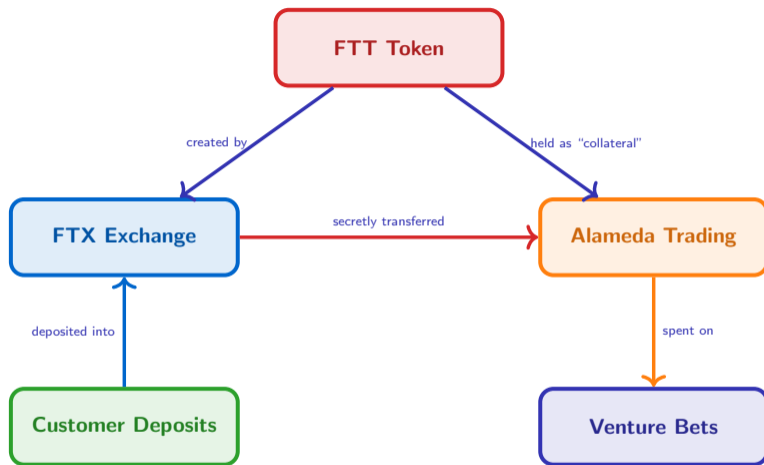 FTT Token
created by
held as “collateral”
FTX Exchange
secretly transferred
Alameda Trading
deposited into
spent on
Customer Deposits
Venture Bets